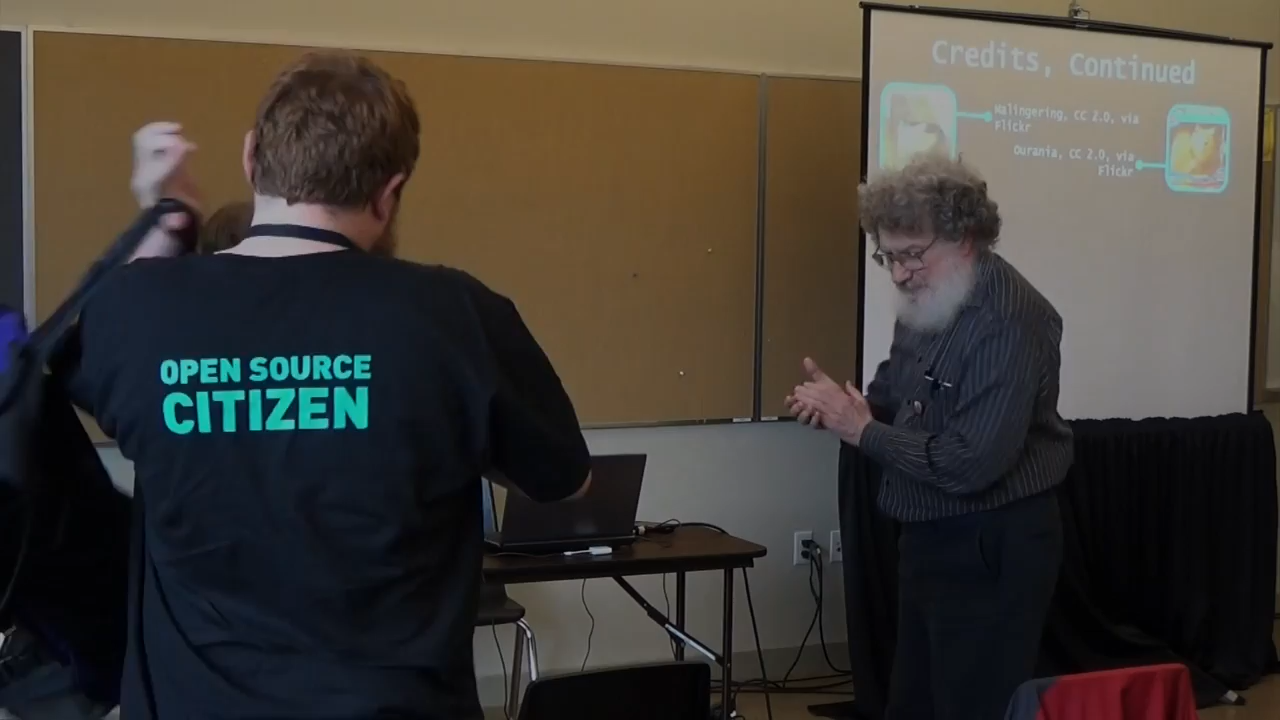 Credits, Continued
Malingering, CC 2.0, via
Flickr
Ourania, CC 2.0, via
Flickr
OPEN SOURCE
CITIZEN